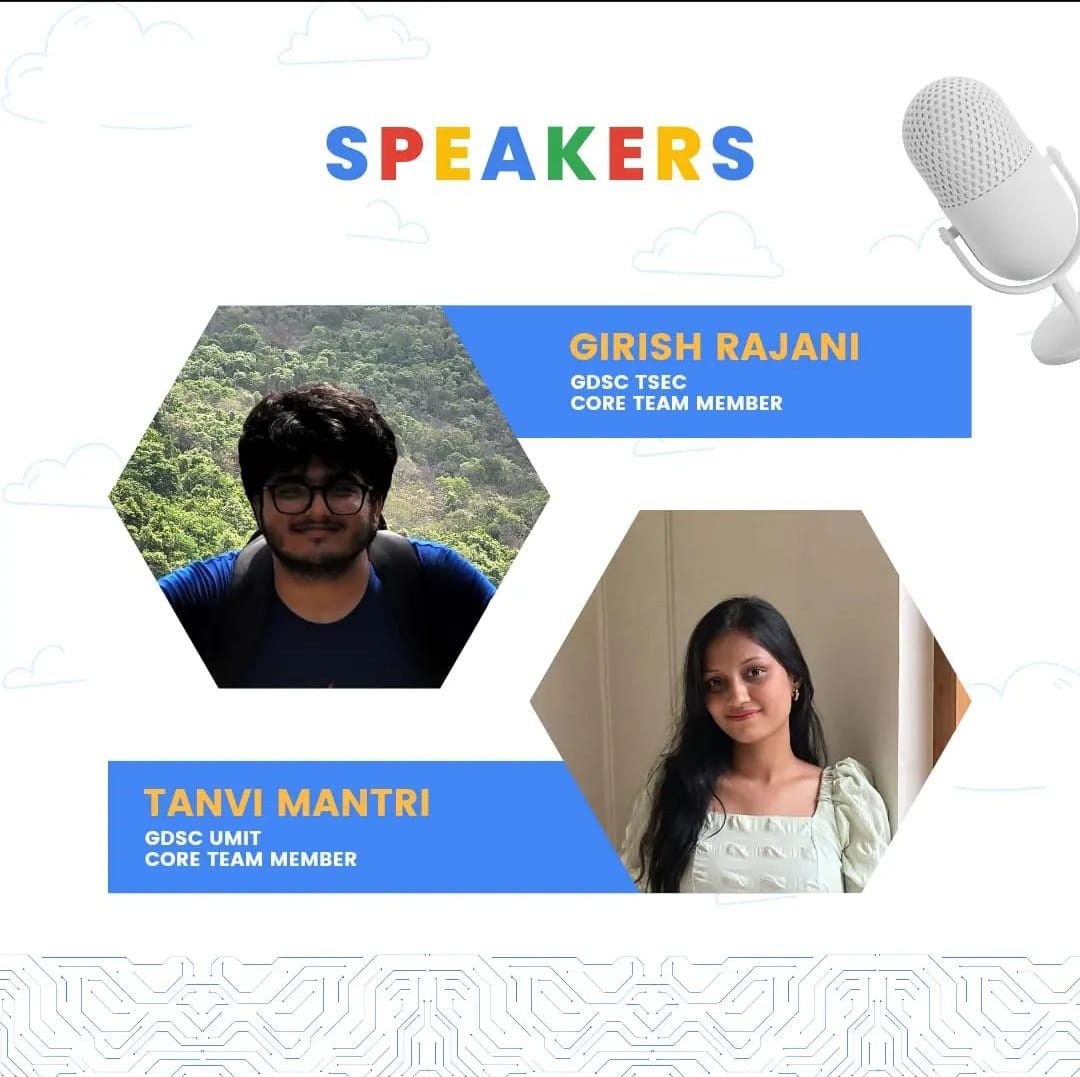 SPEAKERS
GIRISH RAJANI
GDSC TSEC
CORE TEAM MEMBER
TANVI MANTRI
GDSC UMIT
CORE TEAM MEMBER